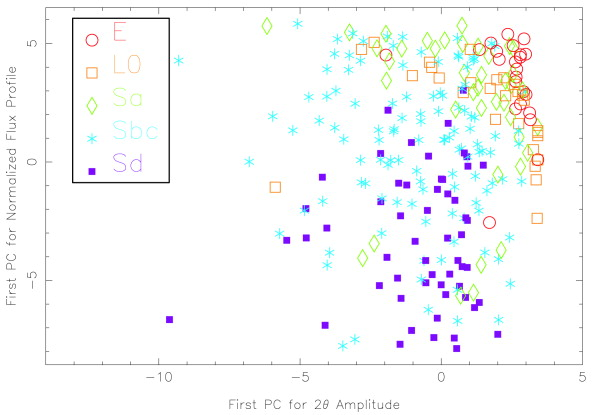 E
L0
Sa
Sbc
Sd
5
0
−5
−10
−5
0
5
First PC for Normalized Flux Profile
First PC for 2θ Amplitude